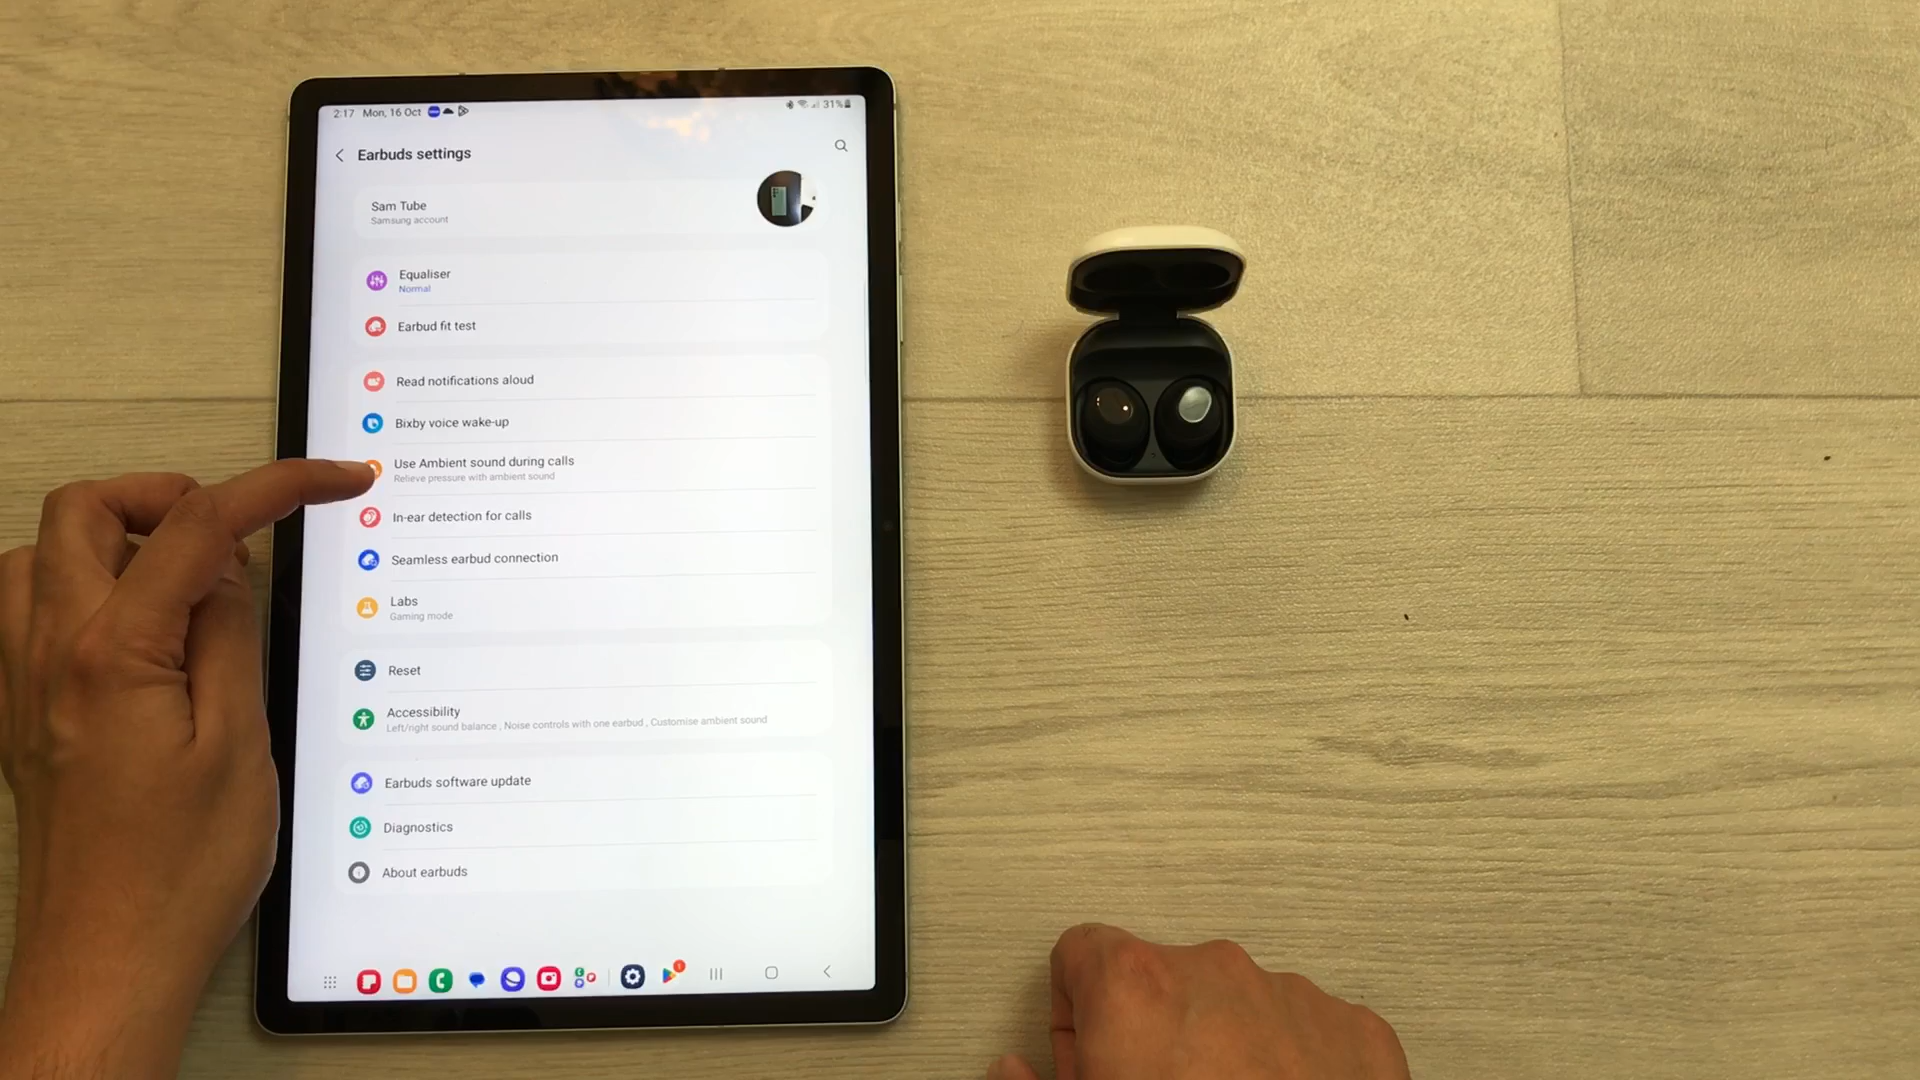 2:17 Mon, 16 Oct
31%
Earbuds settings
Sam Tube
Samsung account
Equaliser
Normal
Earbud fit test
Read notifications aloud
Bixby voice wake-up
Use Ambient sound during calls
Relieve pressure with ambient sound
In-ear detection for calls
Seamless earbud connection
Labs
Gaming mode
Reset
Accessibility
Left/right sound balance , Noise controls with one earbud , Customise ambient sound
Earbuds software update
Diagnostics
About earbuds